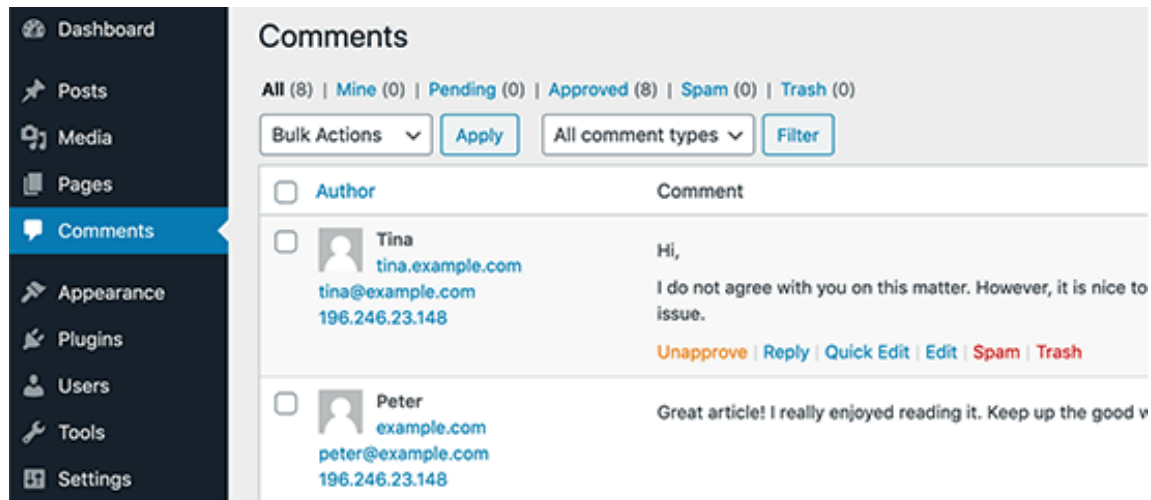 Dashboard
Posts
Media
Pages
Comments
Appearance
Plugins
Users
Tools
Settings
Comments
All (8) | Mine (0) | Pending (0) | Approved (8) | Spam (0) | Trash (0)
Bulk Actions Apply All comment types Filter
Author Comment
Tina
tina.example.com
tina@example.com
196.246.23.148
Hi,
I do not agree with you on this matter. However, it is nice to
issue.
Unapprove | Reply | Quick Edit | Edit | Spam | Trash
Peter
example.com
peter@example.com
196.246.23.148
Great article! I really enjoyed reading it. Keep up the good